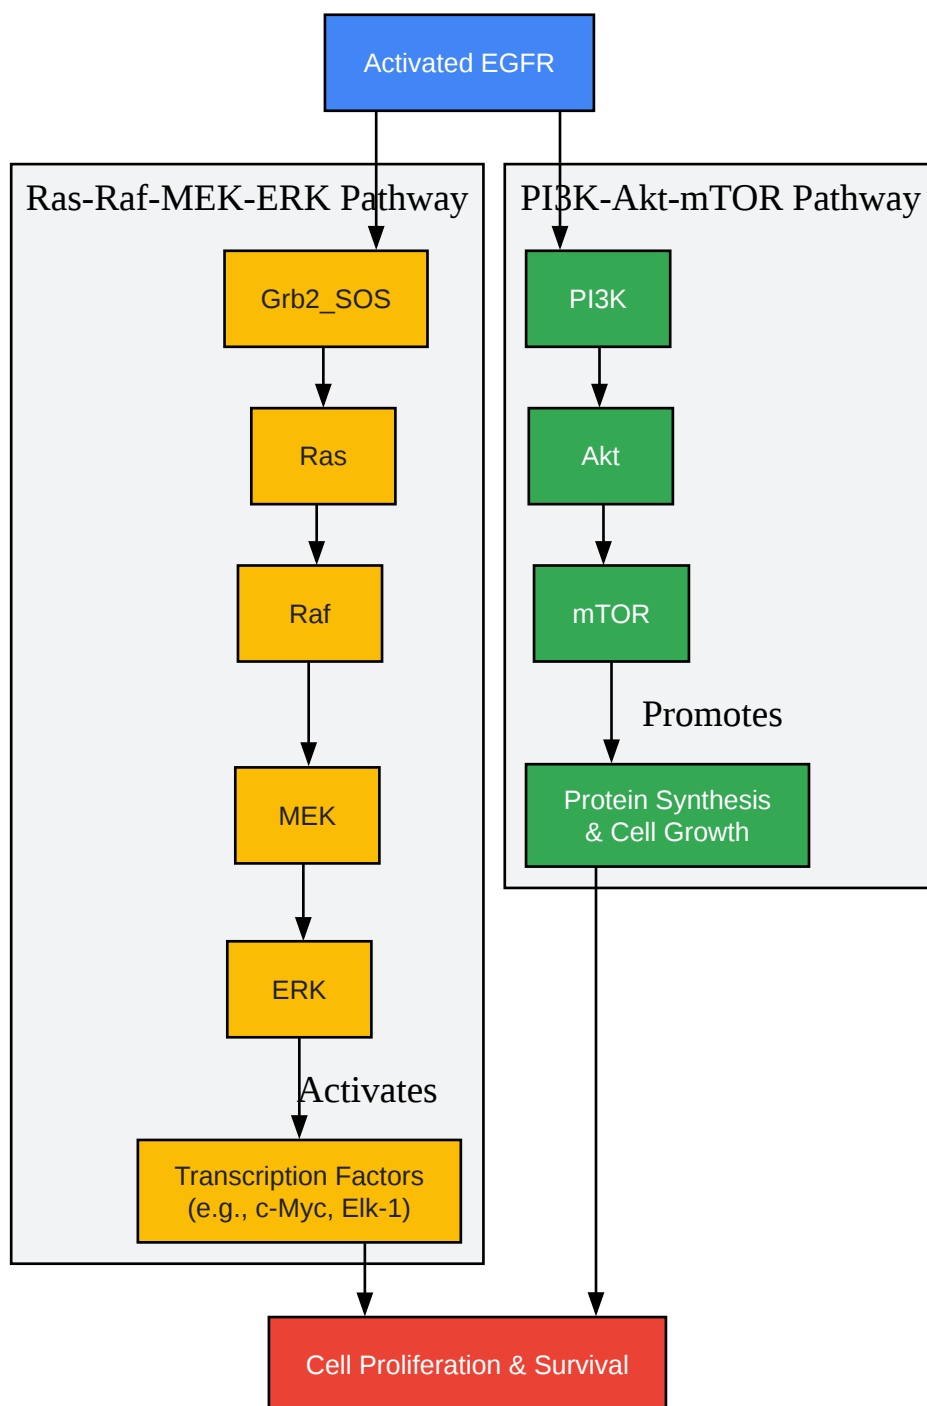 Activated EGFR
Ras-Raf-MEK-ERK Pathway
Grb2_SOS
Ras
Raf
MEK
ERK
Activates
Transcription Factors
(e.g., c-Myc, Elk-1)
PI3K-Akt-mTOR Pathway
PI3K
Akt
mTOR
Promotes
Protein Synthesis
& Cell Growth
Cell Proliferation & Survival